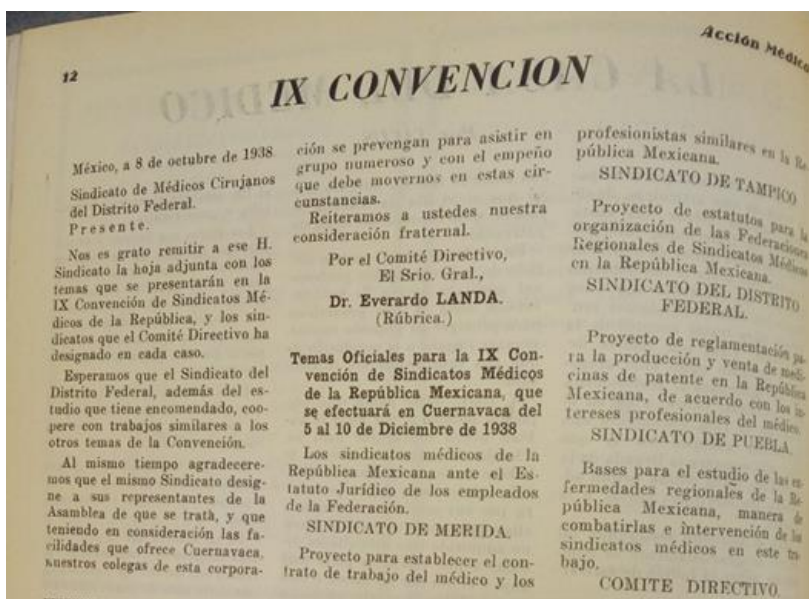 12
Acción Médica
IX CONVENCION
México, a 8 de octubre de 1938
Sindicato de Médicos Cirujanos
del Distrito Federal.
Presente.
Nos es grato remitir a ese H.
Sindicato la hoja adjunta con los
temas que se presentarán en la
IX Convención de Sindicatos Mé-
dicos de la República, y los sin-
dicatos que el Comité Directivo ha
designado en cada caso.
Esperamos que el Sindicato del
Distrito Federal, además del es-
tudio que tiene encomendado, coo-
pere con trabajos similares a los
otros temas de la Convención.
Al mismo tiempo agradecere-
mos que el mismo Sindicato desig-
ne a sus representantes de la
Asamblea de que se trata, y que
teniendo en consideración las fa-
cilidades que ofrece Cuernavaca,
nuestros colegas de esta corpora-
ción se prevengan para asistir en
grupo numeroso y con el empeño
que debe movernos en estas cir-
cunstancias.
Reiteramos a ustedes nuestra
consideración fraternal.
Por el Comité Directivo,
El Srio. Gral.,
Dr. Everardo LANDA.
(Rúbrica.)
Temas Oficiales para la IX Con-
vención de Sindicatos Médicos
de la República Mexicana, que
se efectuará en Cuernavaca del
5 al 10 de Diciembre de 1938
Los sindicatos médicos de la
República Mexicana ante el Es-
tatuto Jurídico de los empleados
de la Federación.
SINDICATO DE MERIDA.
Proyecto para establecer el con-
trato de trabajo del médico y los
profesionistas similares en la Re-
pública Mexicana.
SINDICATO DE TAMPICO
Proyecto de estatutos para la
organización de las Federaciones
Regionales de Sindicatos Médicos
en la República Mexicana.
SINDICATO DEL DISTRITO
FEDERAL.
Proyecto de reglamentación pa-
ra la producción y venta de medi-
cinas de patente en la República
Mexicana, de acuerdo con los in-
tereses profesionales del médico.
SINDICATO DE PUEBLA.
Bases para el estudio de las en-
fermedades regionales de la Re-
pública Mexicana, manera de
combatirlas e intervención de los
sindicatos médicos en este tra-
bajo.
COMITE DIRECTIVO.